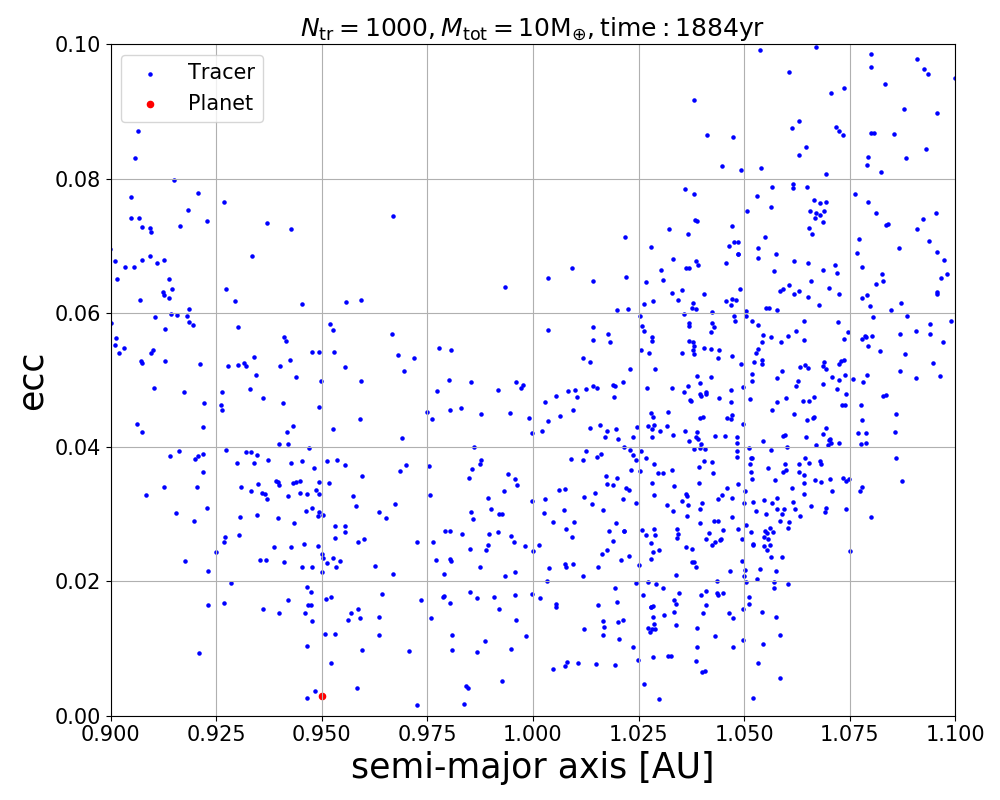 N_tr = 1000, M_tot = 10M_⊕, time : 1884yr
Tracer
Planet
0.10
0.08
0.06
0.04
0.02
0.00
ecc
0.900 0.925 0.950 0.975 1.000 1.025 1.050 1.075 1.100
semi-major axis [AU]